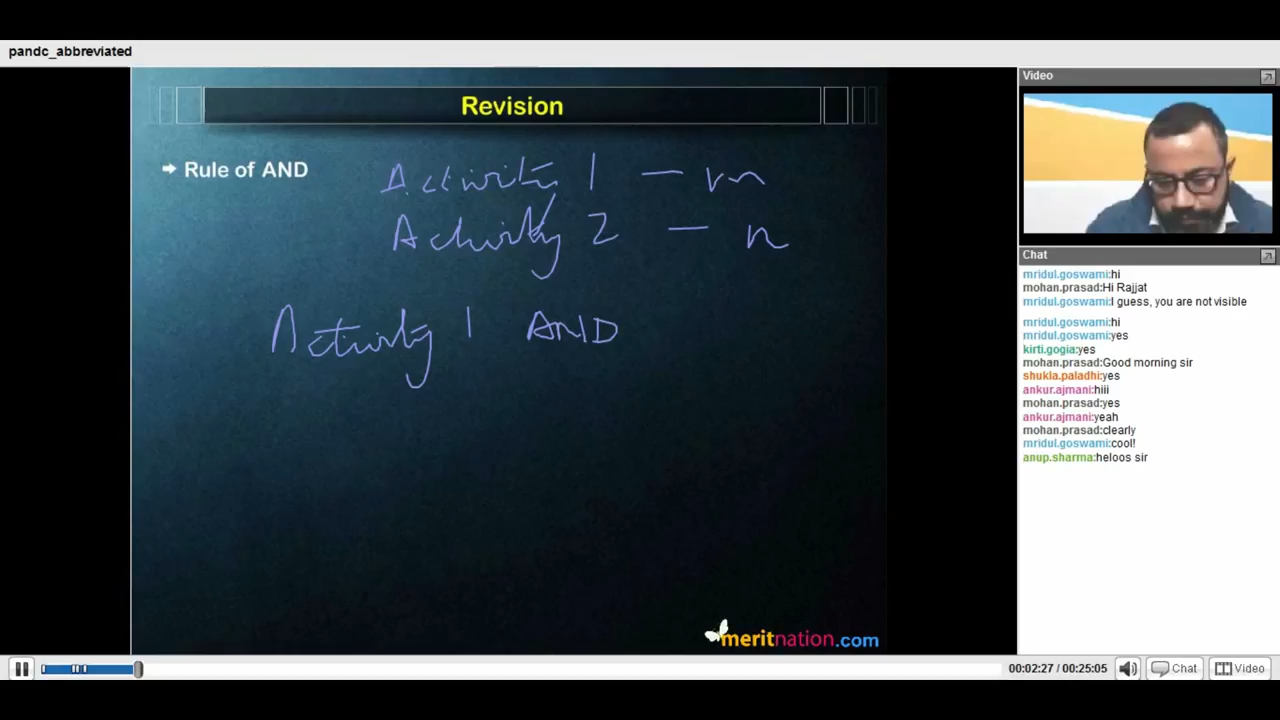 pandc_abbreviated
Revision
Rule of AND
Activity 1 — m
Activity 2 — n
Activity 1 AND
meritnation.com
Video
Chat
mridul.goswami:hi
mohan.prasad:Hi Rajjat
mridul.goswami:I guess, you are not visible
mridul.goswami:hi
mridul.goswami:yes
kirti.gogia:yes
mohan.prasad:Good morning sir
shukla.paladhi:yes
ankur.ajmani:hiii
mohan.prasad:yes
ankur.ajmani:yeah
mohan.prasad:clearly
mridul.goswami:cool!
anup.sharma:heloos sir
00:02:27 / 00:25:05 Chat Video